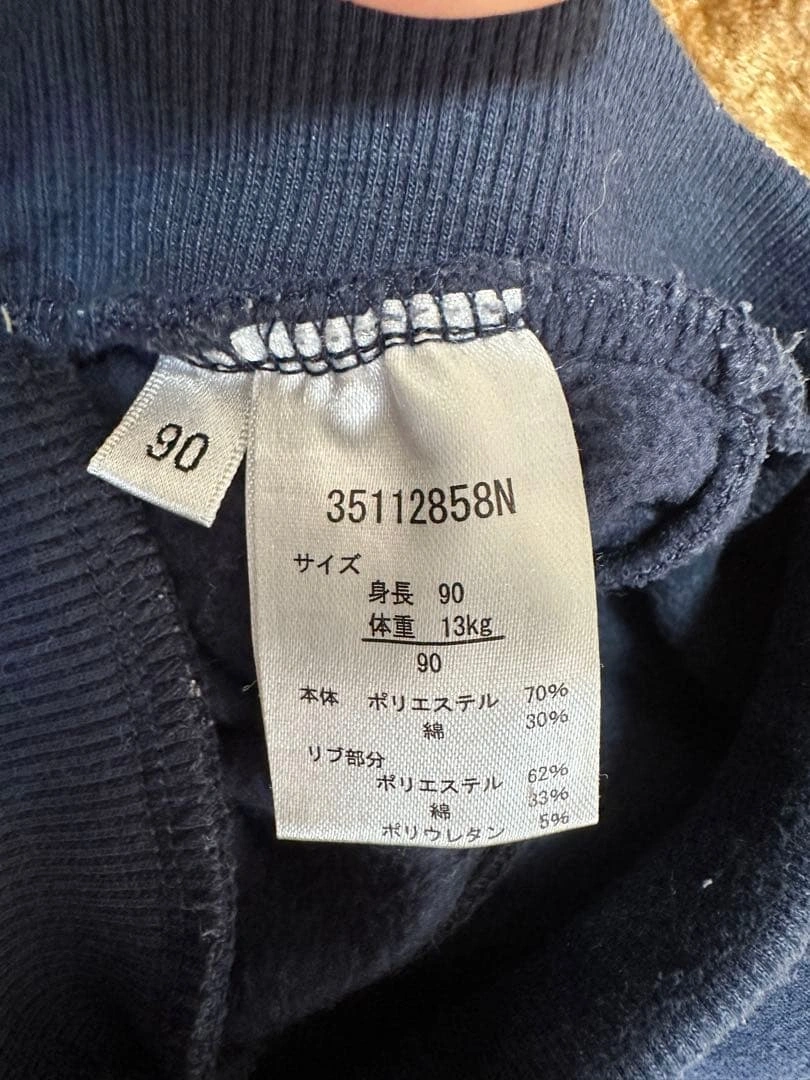 90
35112858N
サイズ
身長 90
体重 13kg
90
本体 ポリエステル 70%
綿 30%
リブ部分
ポリエステル 62%
綿 33%
ポリウレタン 5%